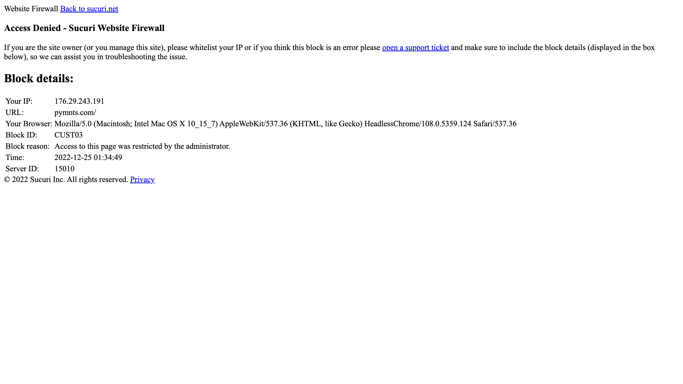 Website Firewall Back to sucuri.net
Access Denied - Sucuri Website Firewall
If you are the site owner (or you manage this site), please whitelist your IP or if you think this block is an error please open a support ticket and make sure to include the block details (displayed in the box
below), so we can assist you in troubleshooting the issue.
Block details:
Your IP: 176.29.243.191
URL: pymnts.com/
Your Browser: Mozilla/5.0 (Macintosh; Intel Mac OS X 10_15_7) AppleWebKit/537.36 (KHTML, like Gecko) HeadlessChrome/108.0.5359.124 Safari/537.36
Block ID: CUST03
Block reason: Access to this page was restricted by the administrator.
Time: 2022-12-25 01:34:49
Server ID: 15010
© 2022 Sucuri Inc. All rights reserved. Privacy